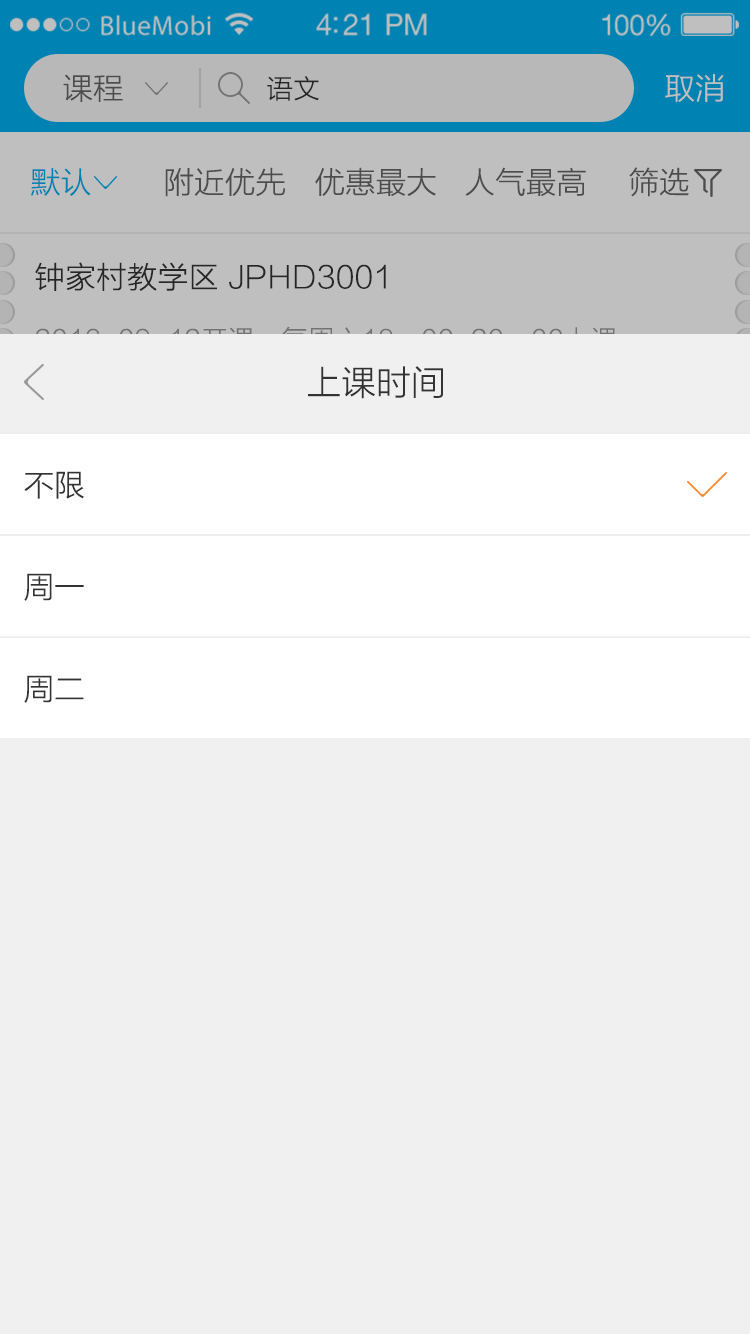 BlueMobi 4:21 PM 100%
课程 语文 取消
默认 附近优先 优惠最大 人气最高 筛选
钟家村教学区 JPHD3001
上课时间
不限
周一
周二